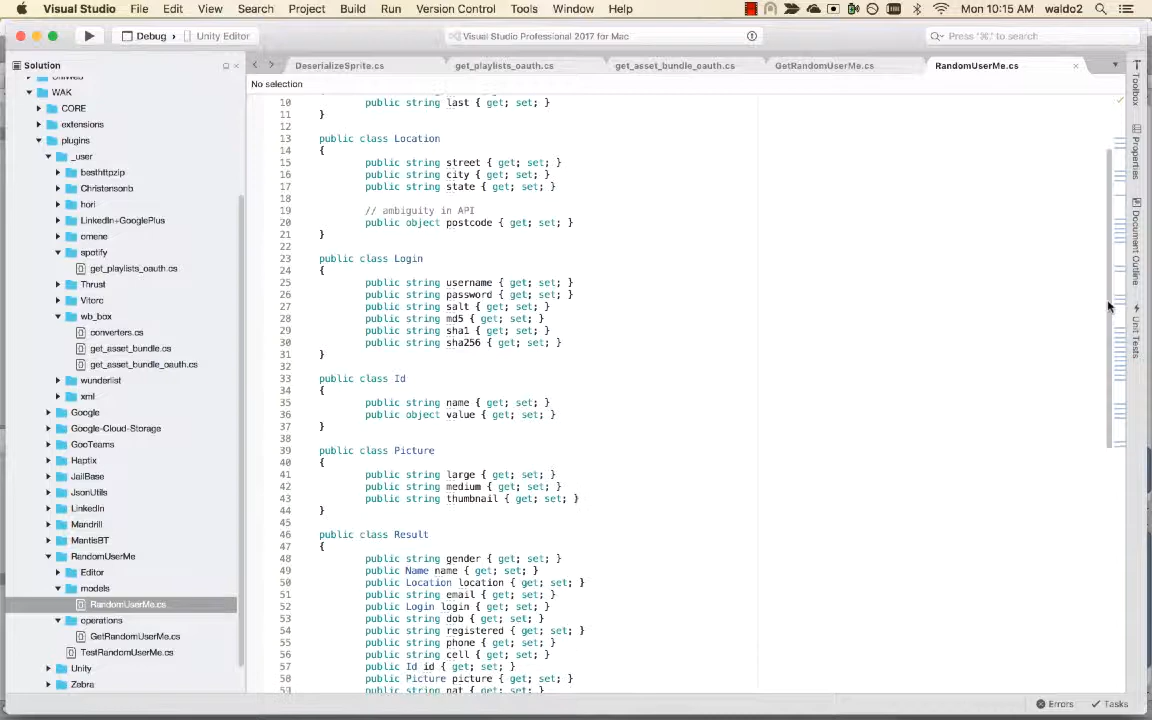 Visual Studio File Edit View Search Project Build Run Version Control Tools Window Help Mon 10:15 AM waldo2
Debug › Unity Editor
Visual Studio Professional 2017 for Mac
Press '⌘.' to search
Solution
DeserializeSprite.cs get_playlists_oauth.cs get_asset_bundle_oauth.cs GetRandomUserMe.cs RandomUserMe.cs
No selection
WAK
CORE
extensions
plugins
_user
besthttpzip
Christensonb
hori
LinkedIn+GooglePlus
omene
spotify
get_playlists_oauth.cs
Thrust
Vitoro
wb_box
converters.cs
get_asset_bundle.cs
get_asset_bundle_oauth.cs
wunderlist
xml
Google
Google-Cloud-Storage
GooTeams
Haptix
JailBase
JsonUtils
LinkedIn
Mandrill
MantisBT
RandomUserMe
Editor
models
RandomUserMe.cs
operations
GetRandomUserMe.cs
TestRandomUserMe.cs
Unity
Zebra
10 public string last { get; set; }
11 }
12
13 public class Location
14 {
15 public string street { get; set; }
16 public string city { get; set; }
17 public string state { get; set; }
18
19 // ambiguity in API
20 public object postcode { get; set; }
21 }
22
23 public class Login
24 {
25 public string username { get; set; }
26 public string password { get; set; }
27 public string salt { get; set; }
28 public string md5 { get; set; }
29 public string sha1 { get; set; }
30 public string sha256 { get; set; }
31 }
32
33 public class Id
34 {
35 public string name { get; set; }
36 public object value { get; set; }
37 }
38
39 public class Picture
40 {
41 public string large { get; set; }
42 public string medium { get; set; }
43 public string thumbnail { get; set; }
44 }
45
46 public class Result
47 {
48 public string gender { get; set; }
49 public Name name { get; set; }
50 public Location location { get; set; }
51 public string email { get; set; }
52 public Login login { get; set; }
53 public string dob { get; set; }
54 public string registered { get; set; }
55 public string phone { get; set; }
56 public string cell { get; set; }
57 public Id id { get; set; }
58 public Picture picture { get; set; }
59 public string nat { get; set; }
Toolbox
Properties
Document Outline
Unit Tests
Errors Tasks